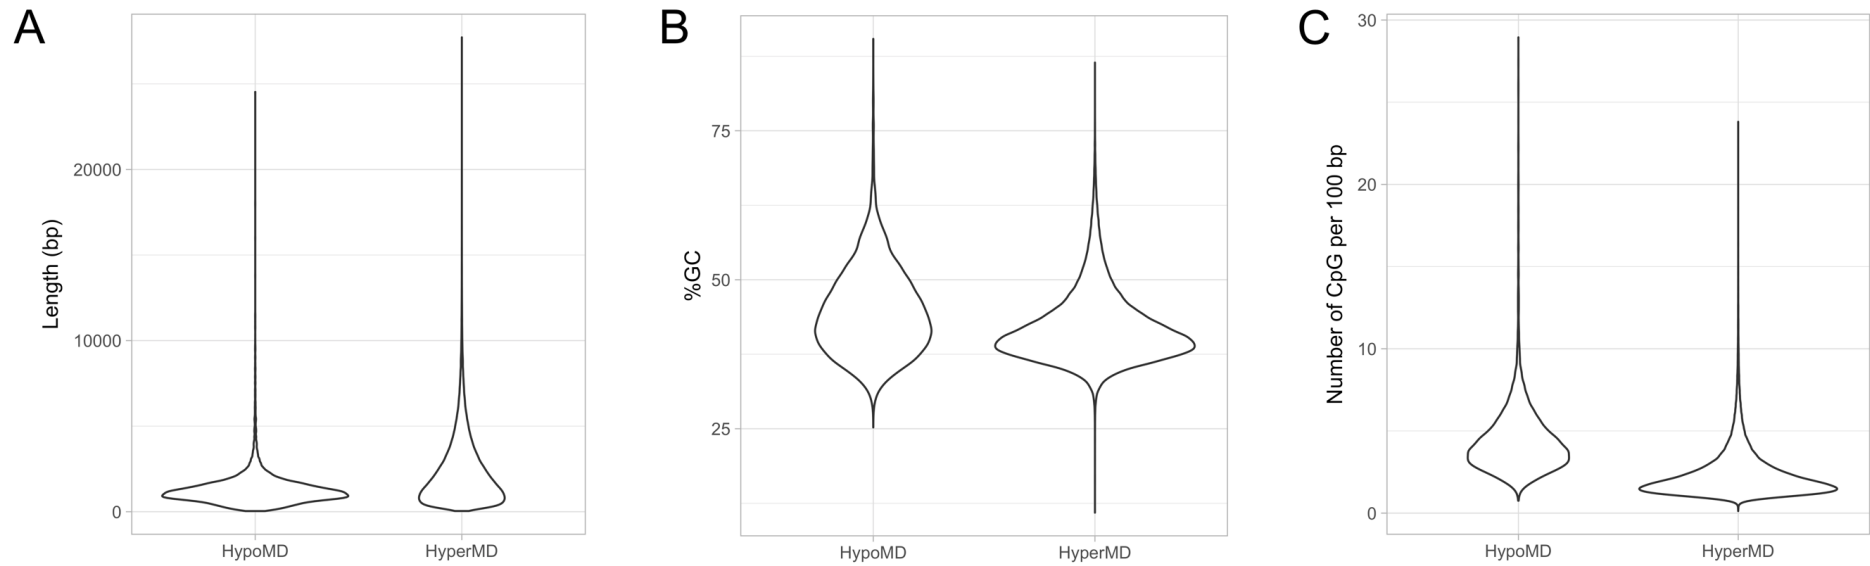 A
Length (bp)
20000
10000
0
HypoMD
HyperMD
B
%GC
75
50
25
HypoMD
HyperMD
C
Number of CpG per 100 bp
30
20
10
0
HypoMD
HyperMD